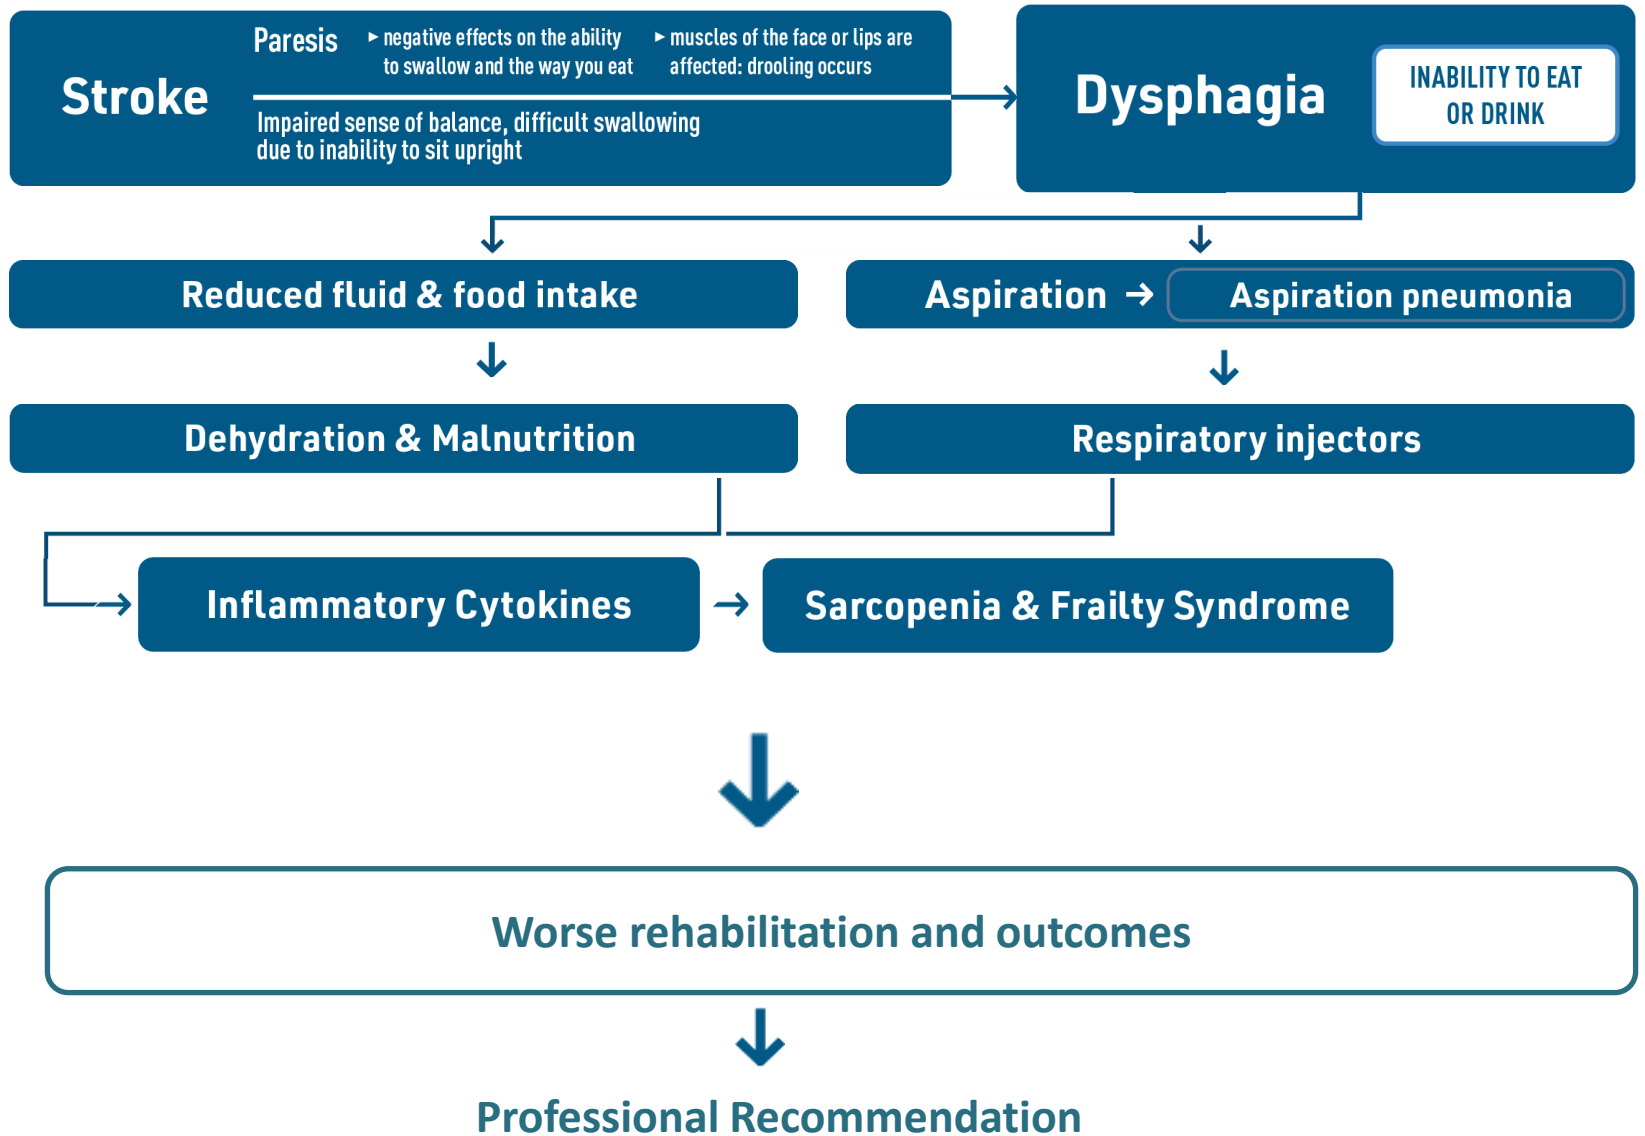 Stroke
Paresis
▸ negative effects on the ability
to swallow and the way you eat
▸ muscles of the face or lips are
affected: drooling occurs
Impaired sense of balance, difficult swallowing
due to inability to sit upright
Dysphagia
INABILITY TO EAT
OR DRINK
Reduced fluid & food intake
Aspiration → Aspiration pneumonia
Dehydration & Malnutrition
Respiratory injectors
Inflammatory Cytokines
Sarcopenia & Frailty Syndrome
Worse rehabilitation and outcomes
Professional Recommendation